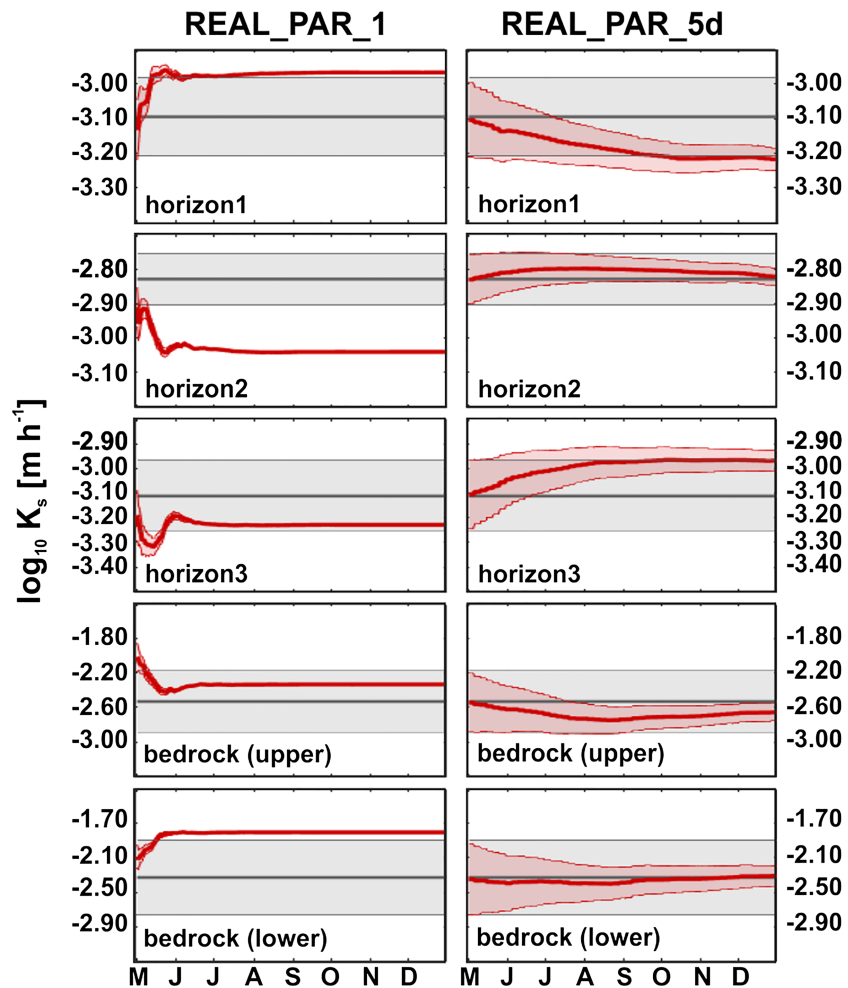 REAL_PAR_1 REAL_PAR_5d
-3.00 -3.00
-3.10 -3.10
-3.20 -3.20
-3.30 -3.30
horizon1 horizon1
-2.80 -2.80
-2.90 -2.90
-3.00 -3.00
-3.10 -3.10
horizon2 horizon2
log10 Ks [m h-1]
-2.90 -2.90
-3.00 -3.00
-3.10 -3.10
-3.20 -3.20
-3.30 -3.30
-3.40 -3.40
horizon3 horizon3
-1.80 -1.80
-2.20 -2.20
-2.60 -2.60
-3.00 -3.00
bedrock (upper) bedrock (upper)
-1.70 -1.70
-2.10 -2.10
-2.50 -2.50
-2.90 -2.90
bedrock (lower) bedrock (lower)
M J J A S O N D M J J A S O N D